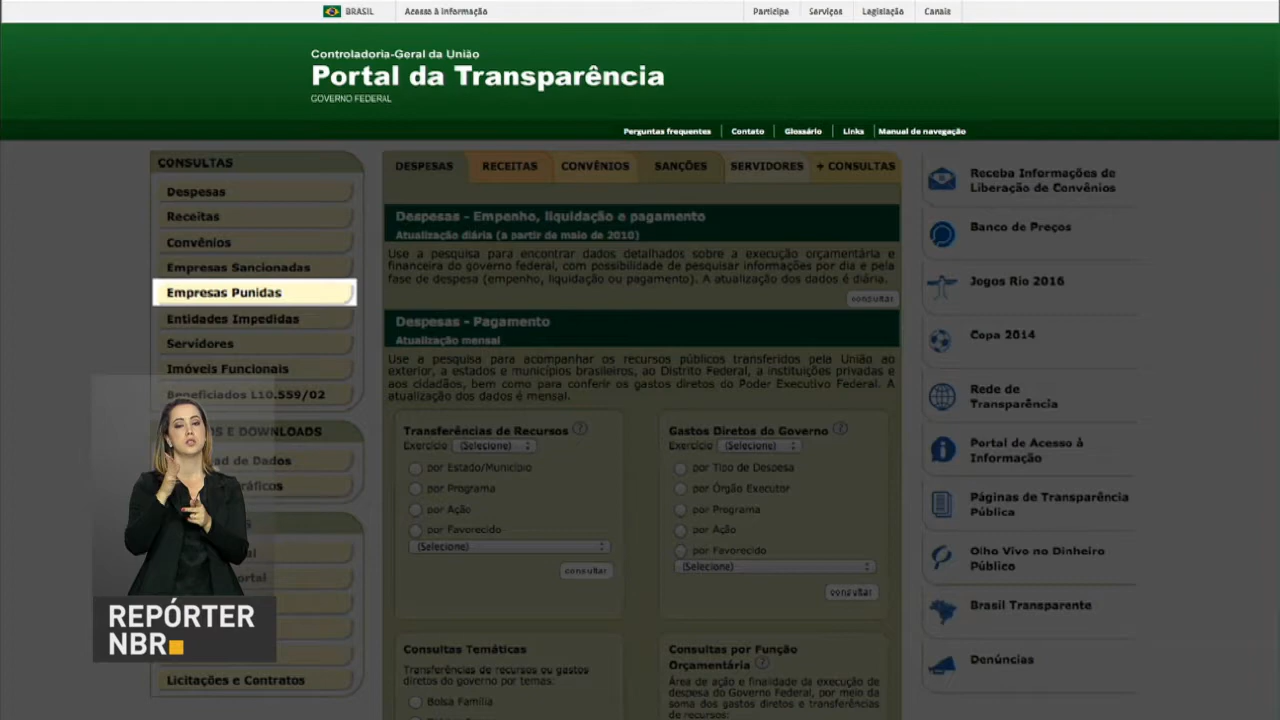 BRASIL
Acesso à informação
Participe
Serviços
Legislação
Canais
Controladoria-Geral da União
Portal da Transparência
GOVERNO FEDERAL
Perguntas frequentes
Contato
Glossário
Links
Manual de navegação
CONSULTAS
Despesas
Receitas
Convênios
Empresas Sancionadas
Empresas Punidas
Entidades Impedidas
Servidores
Imóveis Funcionais
Beneficiados L10.559/02
E DOWNLOADS
de Dados
Licitações e Contratos
DESPESAS
RECEITAS
CONVÊNIOS
SANÇÕES
SERVIDORES
+ CONSULTAS
Despesas - Empenho, liquidação e pagamento
Atualização diária (a partir de maio de 2010)
Use a pesquisa para encontrar dados detalhados sobre a execução orçamentária e
financeira do governo federal, com possibilidade de pesquisar informações por dia e pela
fase de despesa (empenho, liquidação ou pagamento). A atualização dos dados é diária.
consultar
Despesas - Pagamento
Atualização mensal
Use a pesquisa para acompanhar os recursos públicos transferidos pela União ao
exterior, a estados e municípios brasileiros, ao Distrito Federal, a instituições privadas e
aos cidadãos, bem como para conferir os gastos diretos do Poder Executivo Federal. A
atualização dos dados é mensal.
Transferências de Recursos ?
Exercício (Selecione)
por Estado/Município
por Programa
por Ação
por Favorecido
(Selecione)
consultar
Gastos Diretos do Governo ?
Exercício (Selecione)
por Tipo de Despesa
por Órgão Executor
por Programa
por Ação
por Favorecido
(Selecione)
consultar
Consultas Temáticas
Transferências de recursos ou gastos
diretos do governo por temas:
Bolsa Família
Consultas por Função
Orçamentária ?
Área de ação e finalidade da execução de
despesa do Governo Federal, por meio da
soma dos gastos diretos e transferências
de recursos:
Receba Informações de
Liberação de Convênios
Banco de Preços
Jogos Rio 2016
Copa 2014
Rede de
Transparência
Portal de Acesso à
Informação
Páginas de Transparência
Pública
Olho Vivo no Dinheiro
Público
Brasil Transparente
Denúncias
REPÓRTER
NBR